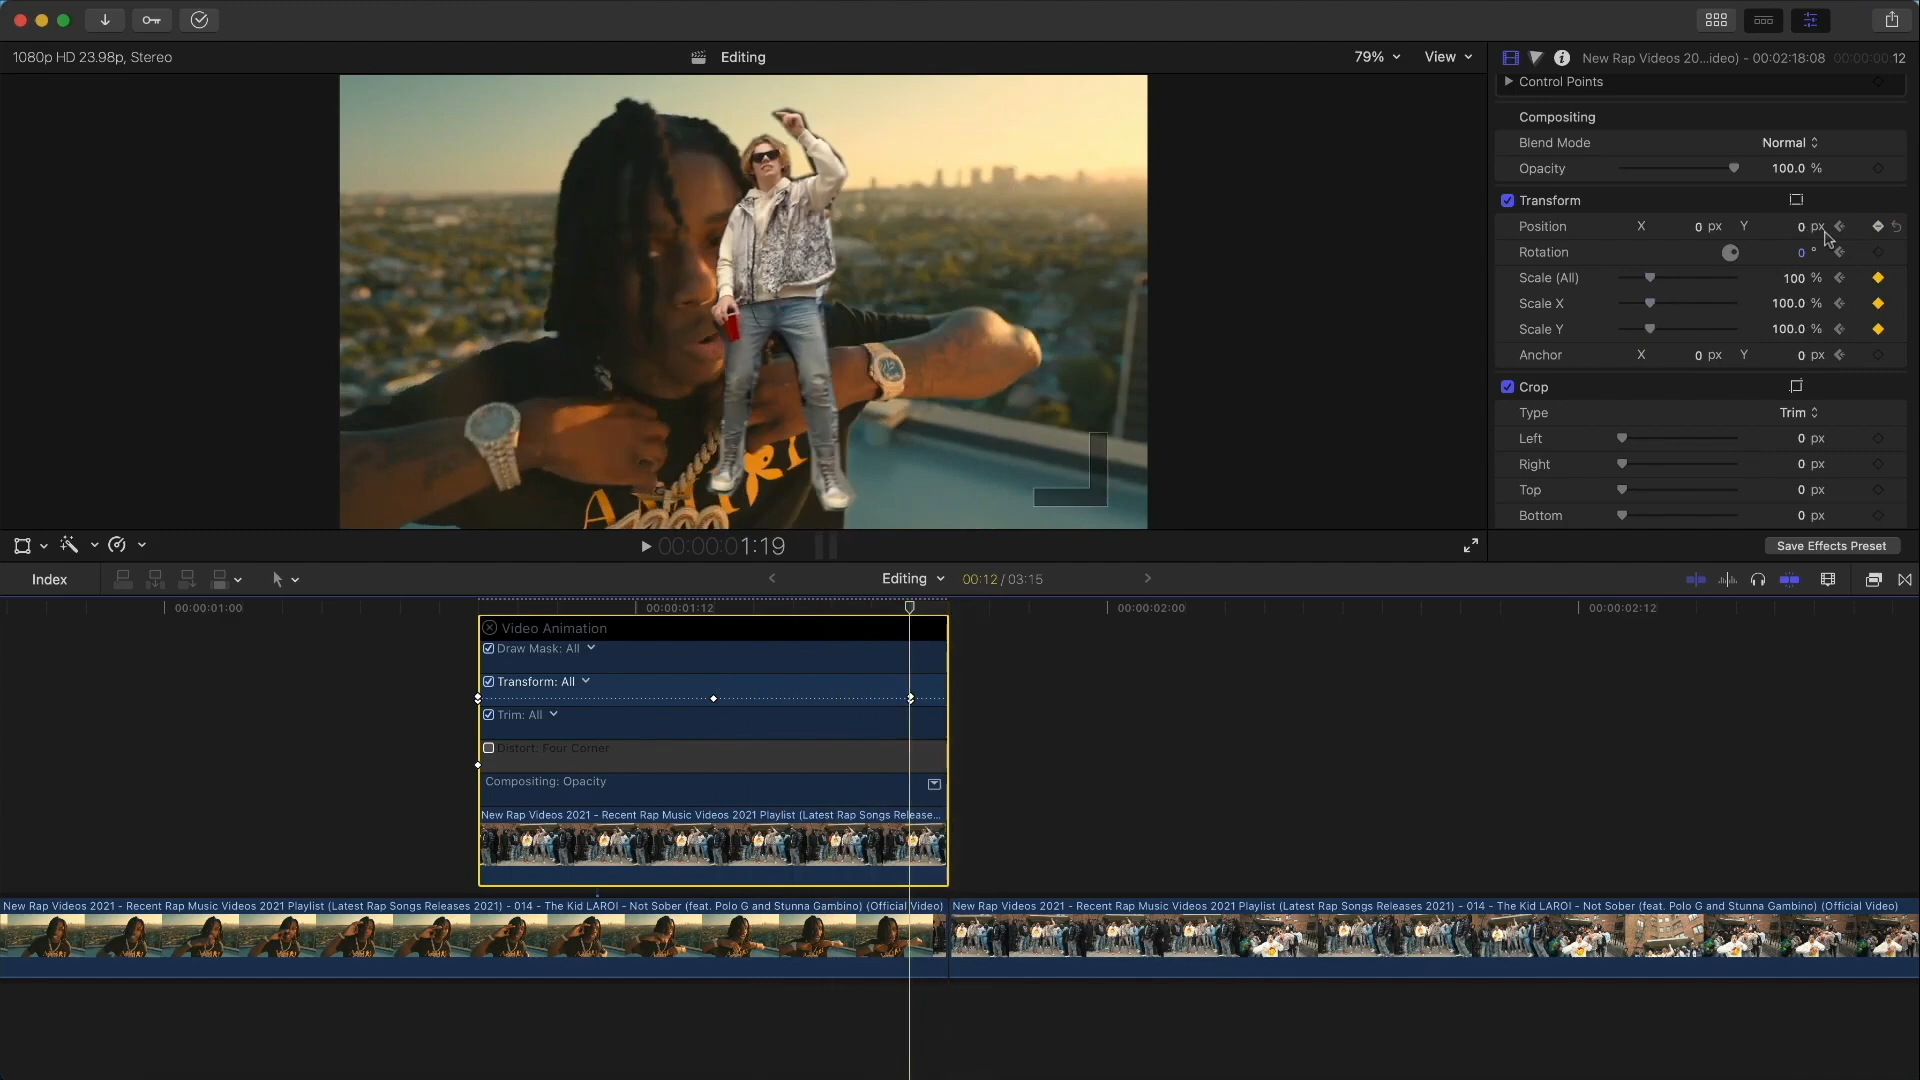 1080p HD 23.98p, Stereo
Editing
79%
View
New Rap Videos 20...ideo) - 00:02:18:08
00:00:00:12
Control Points
Compositing
Blend Mode
Normal
Opacity
100.0 %
Transform
Position
X 0 px Y 0 px
Rotation
0 °
Scale (All)
100 %
Scale X
100.0 %
Scale Y
100.0 %
Anchor
X 0 px Y 0 px
Crop
Type
Trim
Left
0 px
Right
0 px
Top
0 px
Bottom
0 px
AMIRI
00:00:01:19
Save Effects Preset
Index
Editing
00:12 / 03:15
00:00:01:00
00:00:01:12
00:00:02:00
00:00:02:12
Video Animation
Draw Mask: All
Transform: All
Trim: All
Distort: Four Corner
Compositing: Opacity
New Rap Videos 2021 - Recent Rap Music Videos 2021 Playlist (Latest Rap Songs Release...
New Rap Videos 2021 - Recent Rap Music Videos 2021 Playlist (Latest Rap Songs Releases 2021) - 014 - The Kid LAROI - Not Sober (feat. Polo G and Stunna Gambino) (Official Video)
New Rap Videos 2021 - Recent Rap Music Videos 2021 Playlist (Latest Rap Songs Releases 2021) - 014 - The Kid LAROI - Not Sober (feat. Polo G and Stunna Gambino) (Official Video)